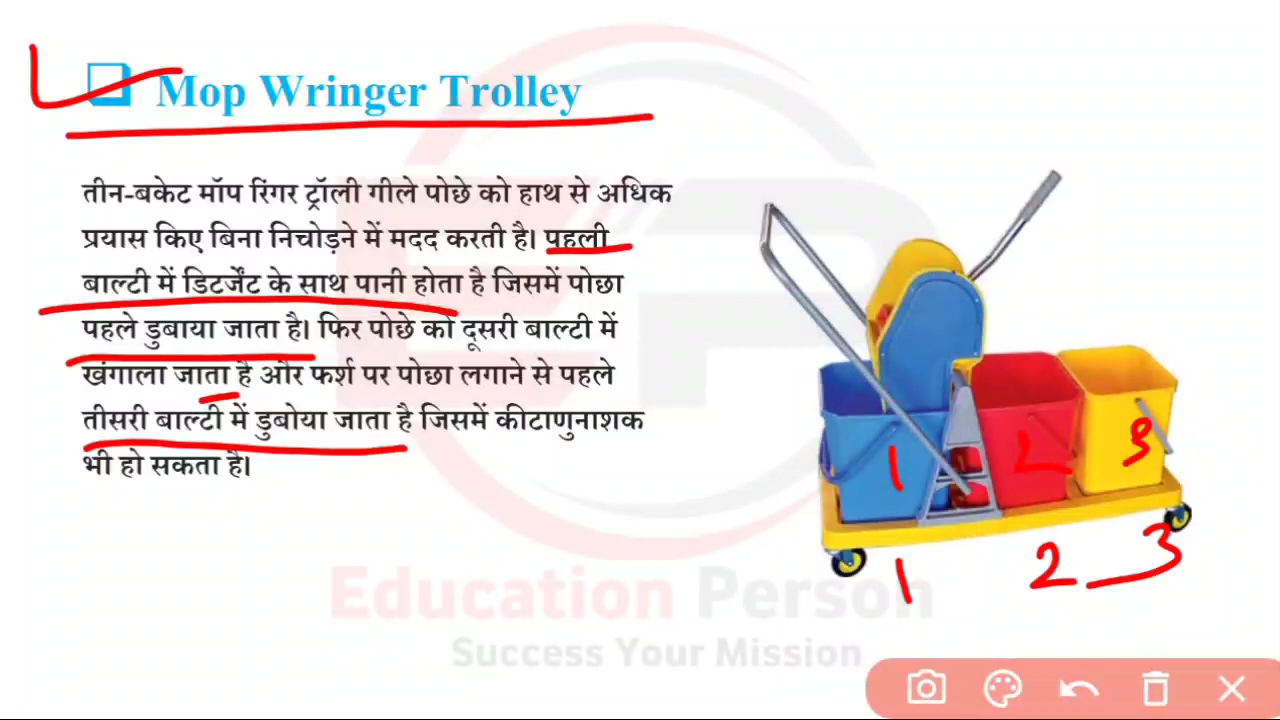 Mop Wringer Trolley
तीन-बकेट मॉप रिंगर ट्रॉली गीले पोछे को हाथ से अधिक
प्रयास किए बिना निचोड़ने में मदद करती है। पहली
बाल्टी में डिटर्जेंट के साथ पानी होता है जिसमें पोछा
पहले डुबाया जाता है। फिर पोछे को दूसरी बाल्टी में
खंगाला जाता है और फर्श पर पोछा लगाने से पहले
तीसरी बाल्टी में डुबोया जाता है जिसमें कीटाणुनाशक
भी हो सकता है।
1 2 3
1 2 3
Education Person
Success Your Mission